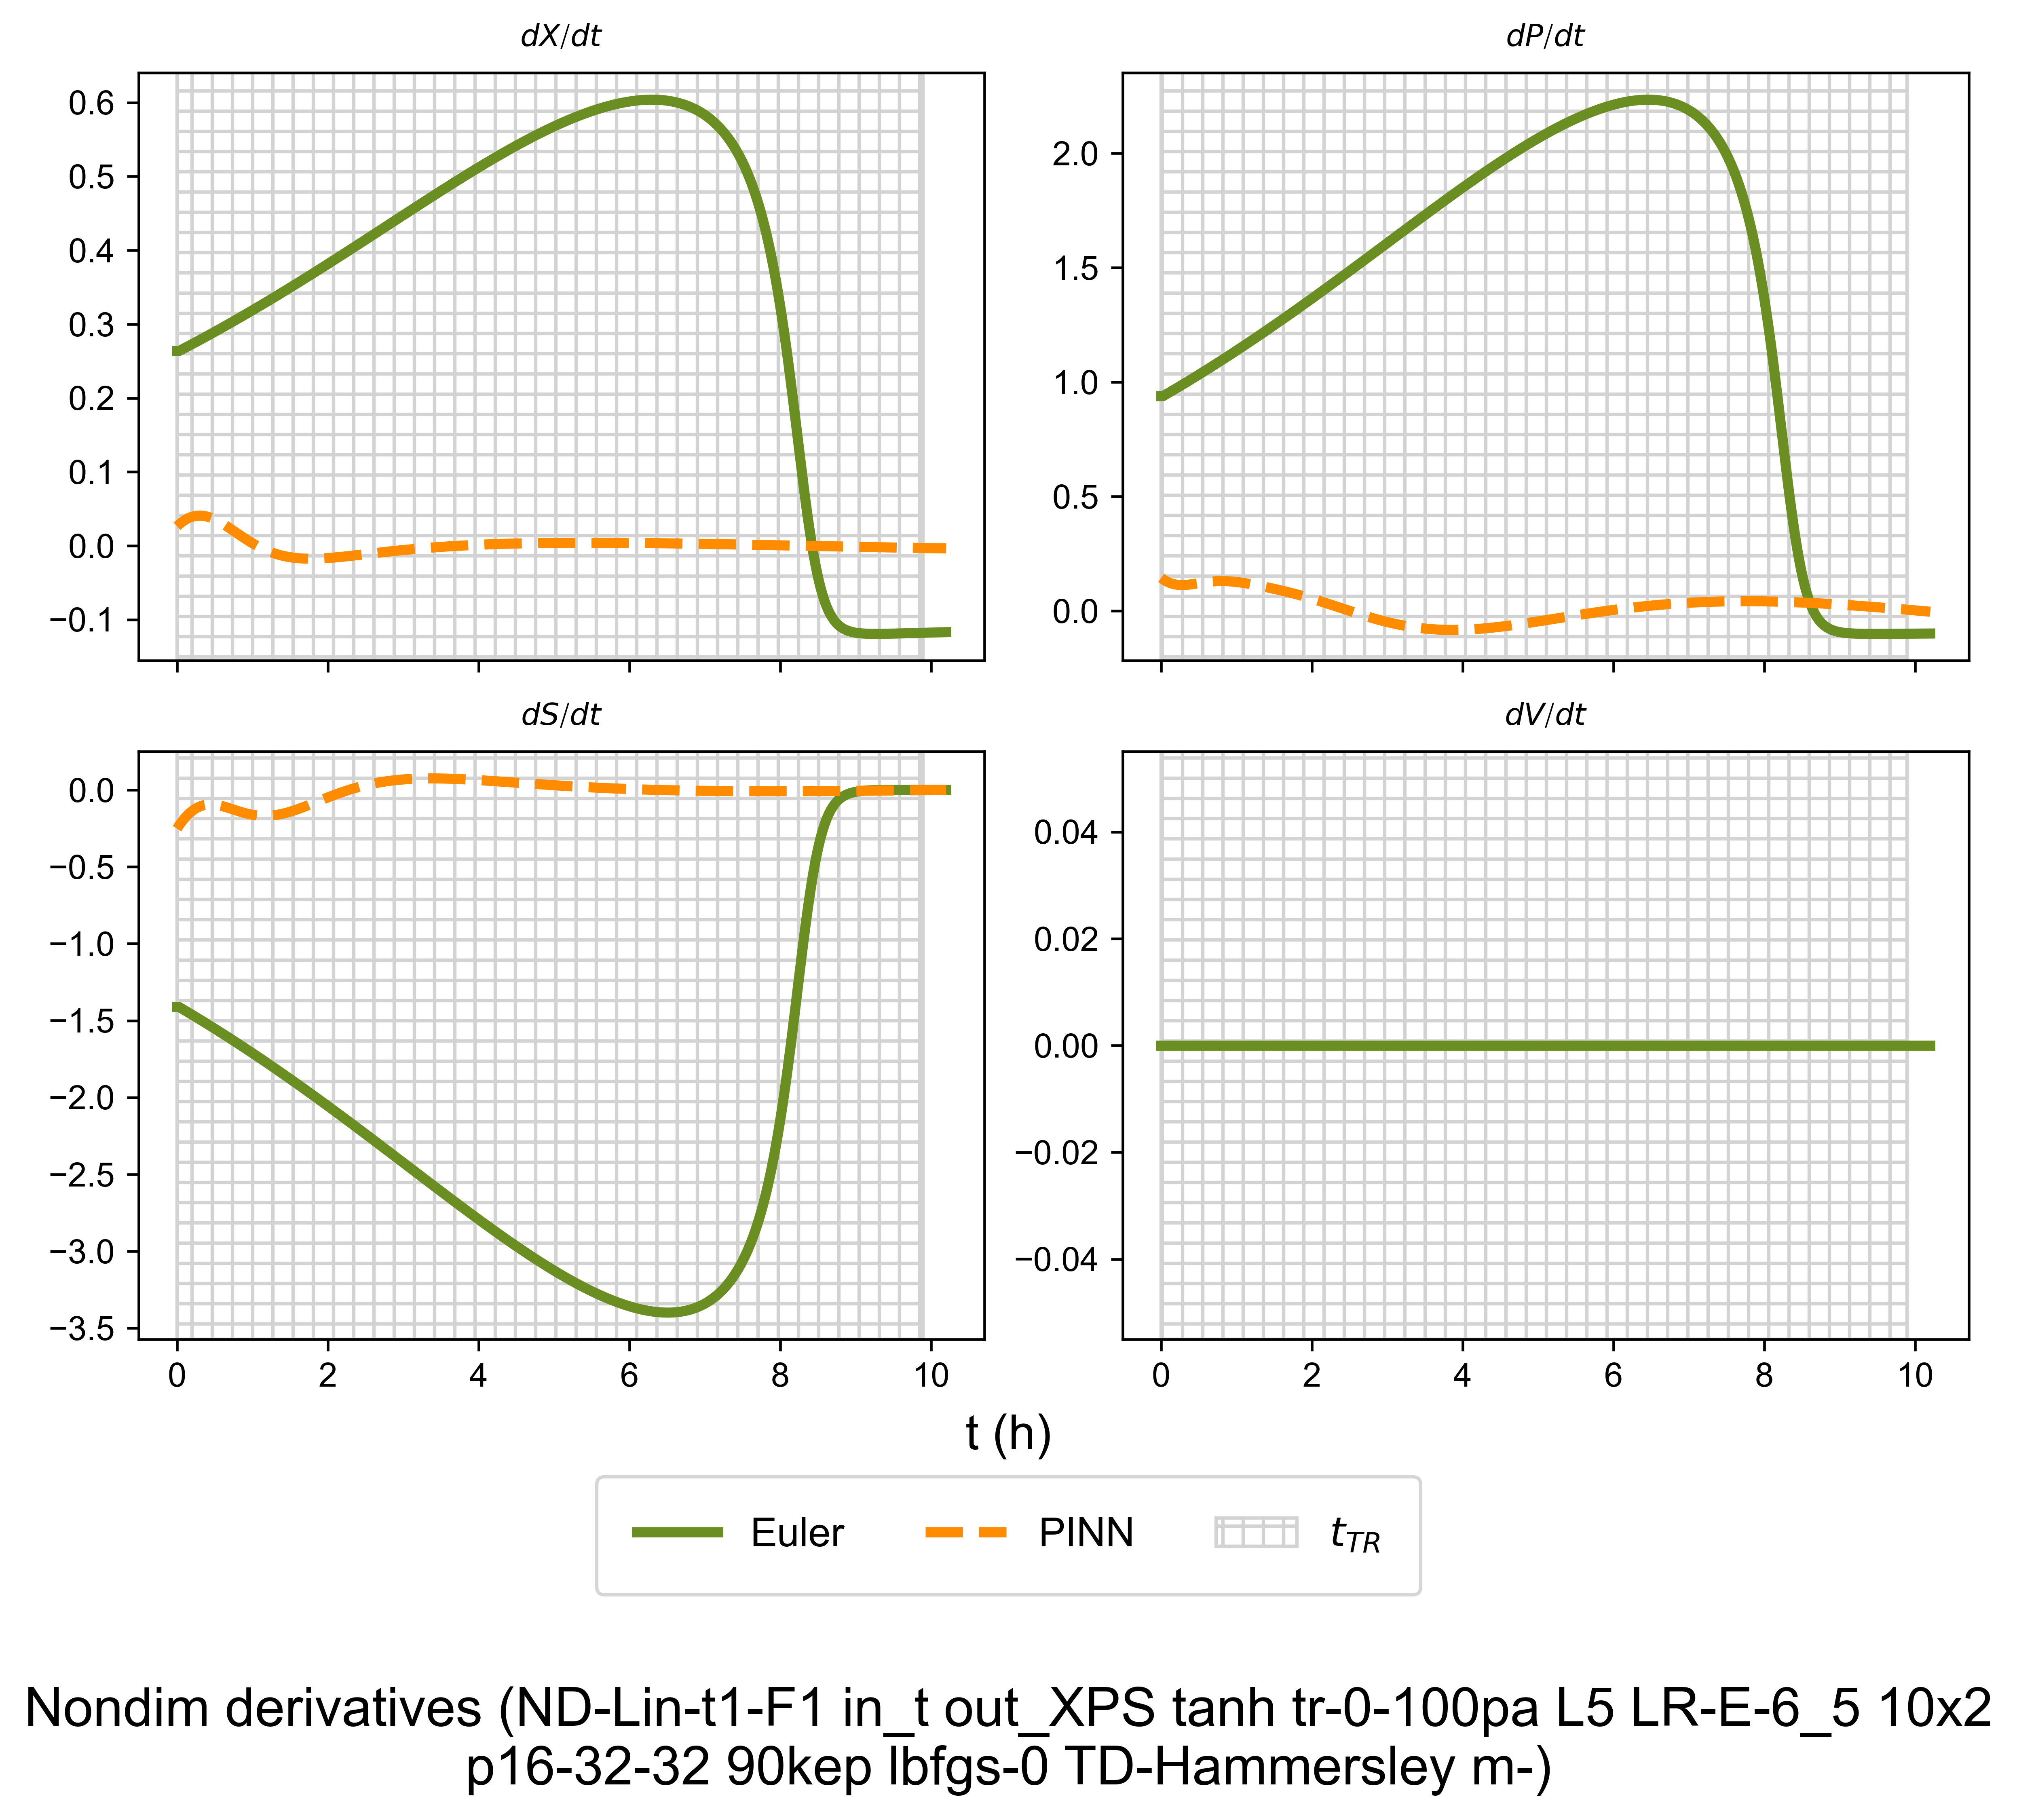 dX/dt
dP/dt
0.6
0.5
0.4
0.3
0.2
0.1
0.0
−0.1
2.0
1.5
1.0
0.5
0.0
dS/dt
dV/dt
0.0
−0.5
−1.0
−1.5
−2.0
−2.5
−3.0
−3.5
0 2 4 6 8 10
0.04
0.02
0.00
−0.02
−0.04
0 2 4 6 8 10
t (h)
Euler PINN t_TR
Nondim derivatives (ND-Lin-t1-F1 in_t out_XPS tanh tr-0-100pa L5 LR-E-6_5 10x2
p16-32-32 90kep lbfgs-0 TD-Hammersley m-)